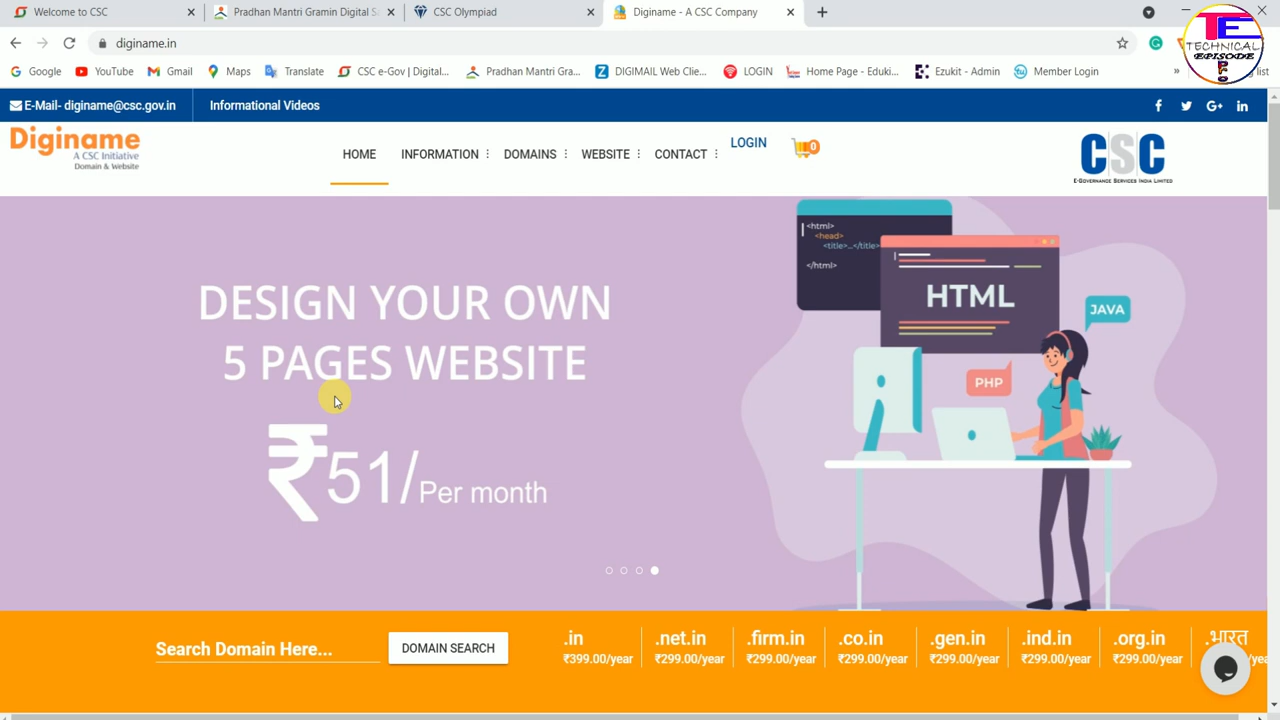 Welcome to CSC
Pradhan Mantri Gramin Digital S
CSC Olympiad
Diginame - A CSC Company
diginame.in
Google
YouTube
Gmail
Maps
Translate
CSC e-Gov | Digital...
Pradhan Mantri Gra...
DIGIMAIL Web Clie...
LOGIN
Home Page - Eduki...
Ezukit - Admin
Member Login
»
TE
TECHNICAL
EPISODE
E-Mail- diginame@csc.gov.in
Informational Videos
Diginame
A CSC Initiative
Domain & Website
HOME
INFORMATION
DOMAINS
WEBSITE
CONTACT
LOGIN
0
CSC
E-Governance Services India Limited
DESIGN YOUR OWN
5 PAGES WEBSITE
₹51/Per month
<html>
<head>
<title>...</title>
</html>
HTML
JAVA
PHP
Search Domain Here...
DOMAIN SEARCH
.in
₹399.00/year
.net.in
₹299.00/year
.firm.in
₹299.00/year
.co.in
₹299.00/year
.gen.in
₹299.00/year
.ind.in
₹299.00/year
.org.in
₹299.00/year
.भारत